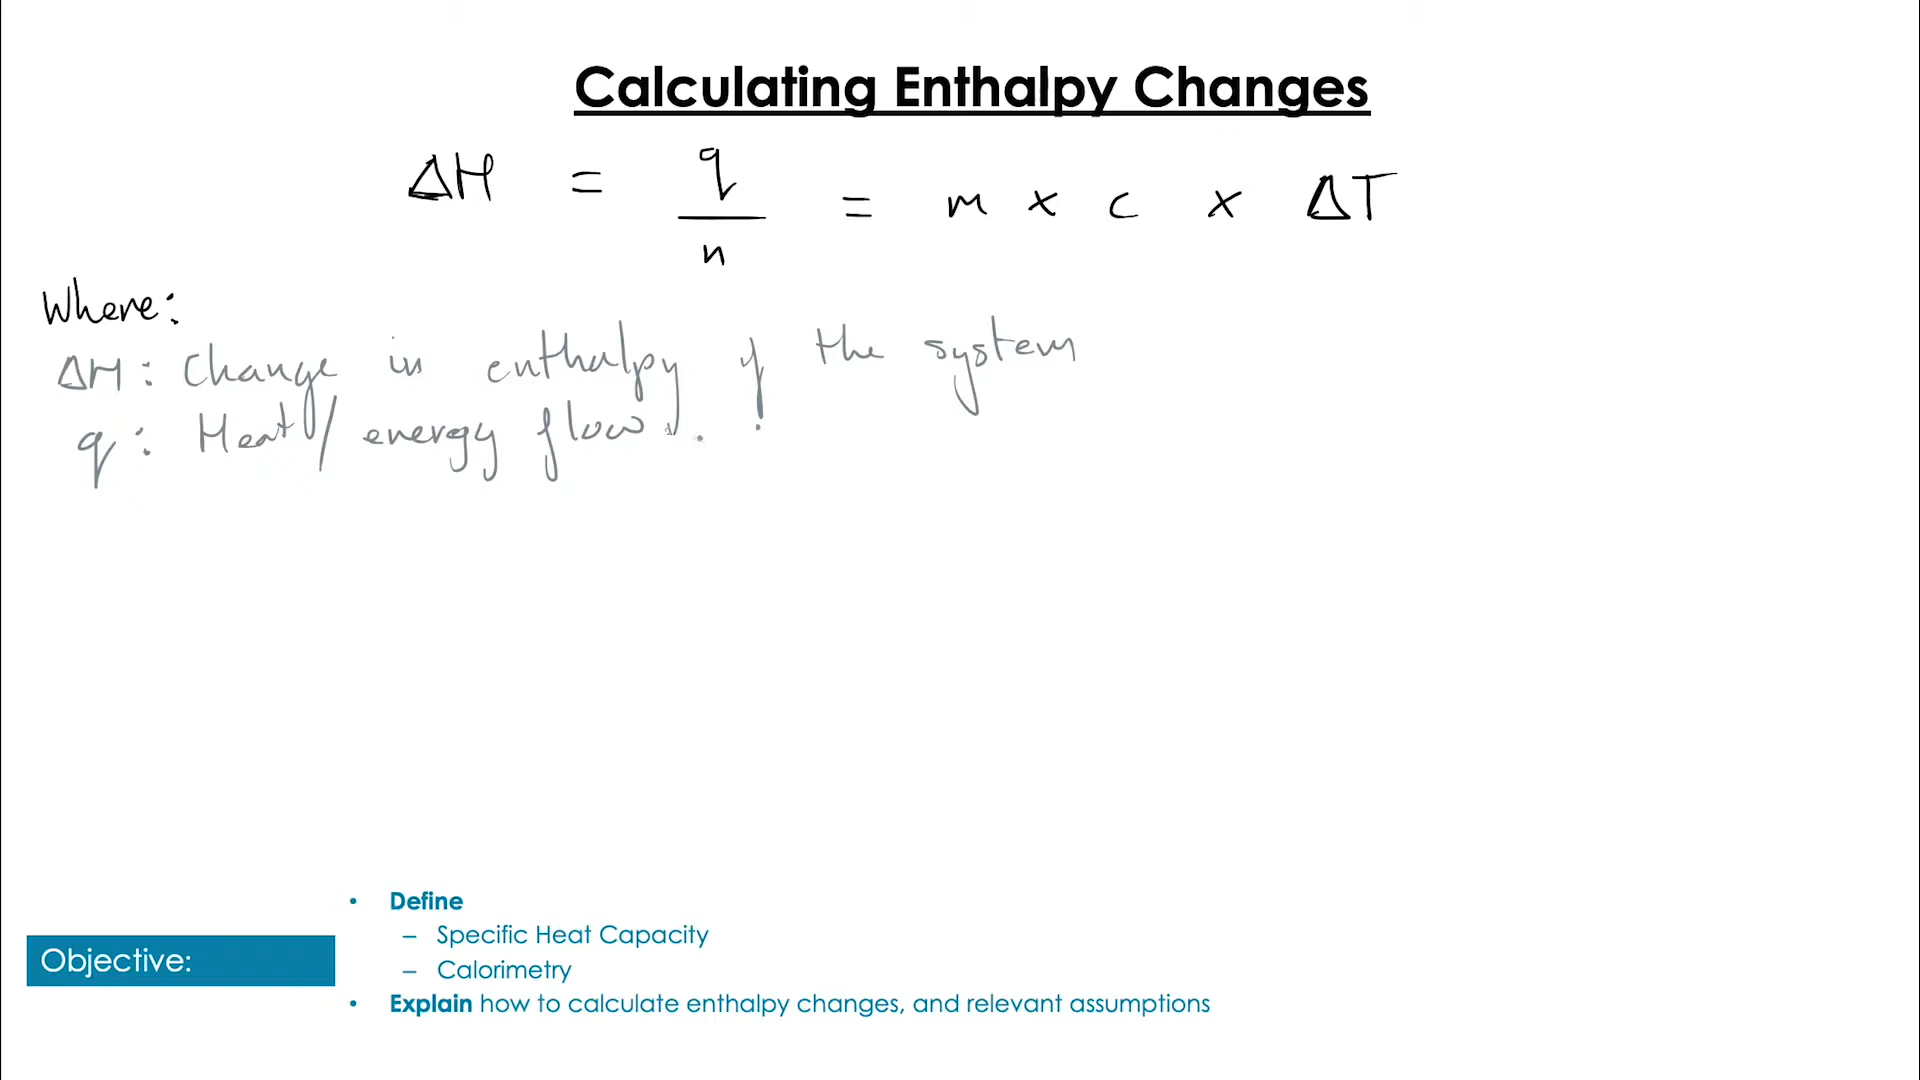 Calculating Enthalpy Changes
ΔH = q/n = m × c × ΔT
Where:
ΔH: Change in enthalpy of the system
q: Heat / energy flow
Objective:
• Define
– Specific Heat Capacity
– Calorimetry
• Explain how to calculate enthalpy changes, and relevant assumptions